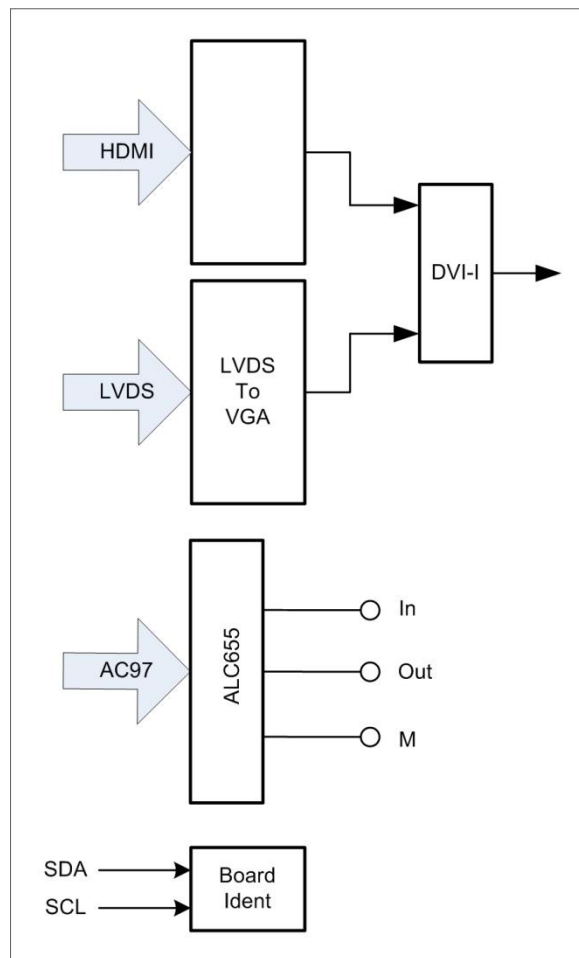 HDMI
DVI-I
LVDS
LVDS
To
VGA
AC97
ALC655
In
Out
M
SDA
SCL
Board
Ident